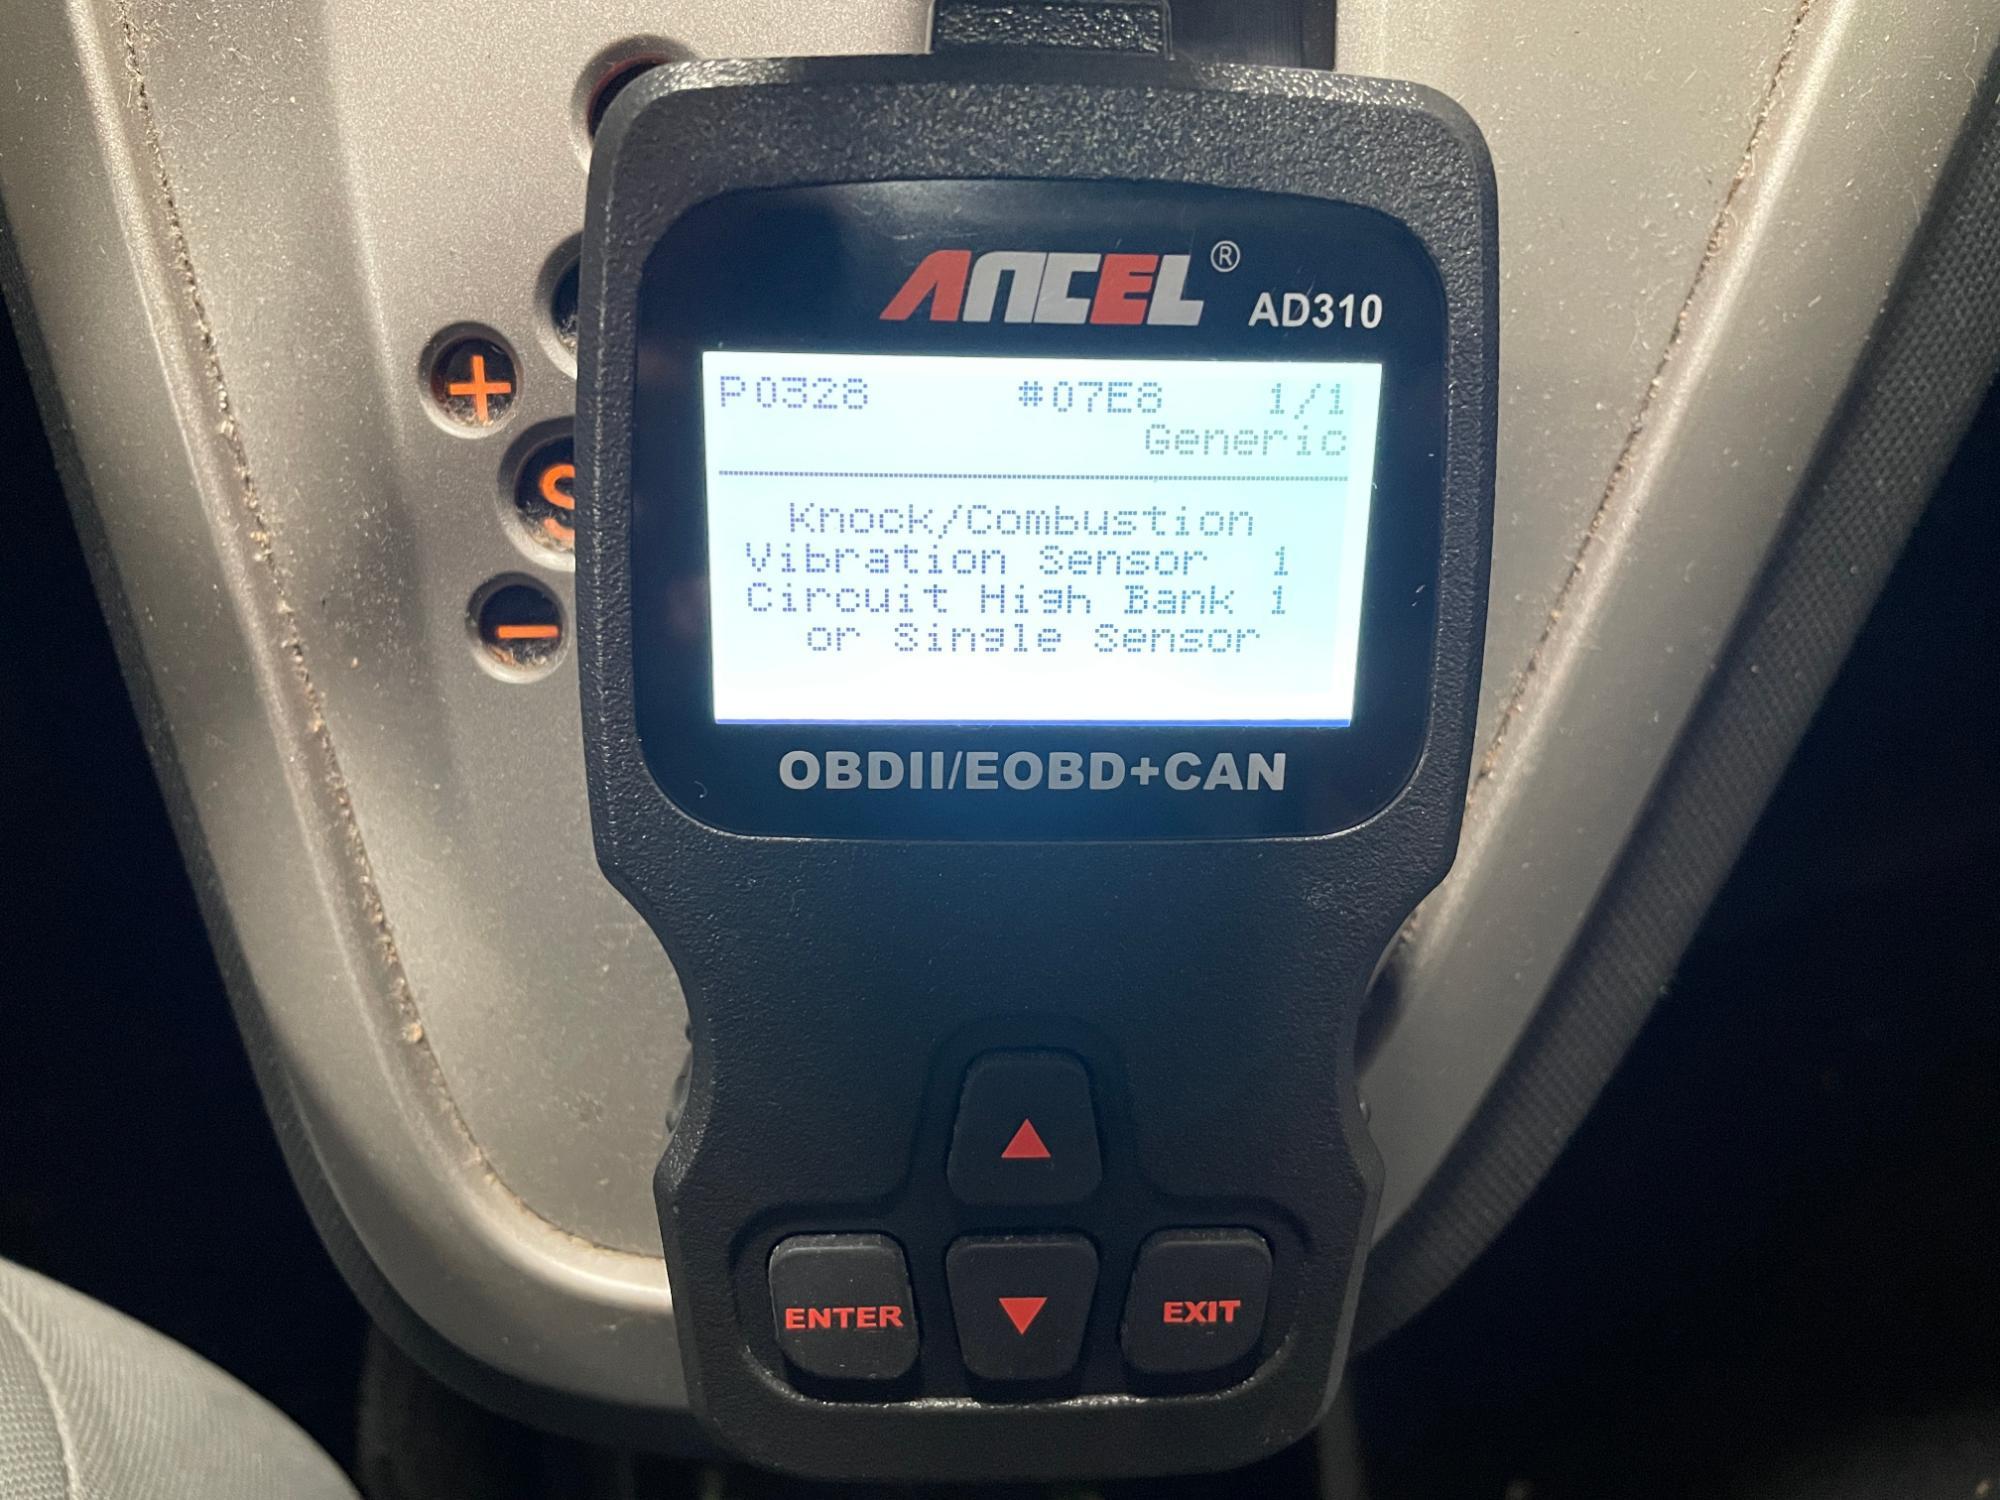 ANCEL®
AD310
P0328 #07E8 1/1
Generic
Knock/Combustion
Vibration Sensor 1
Circuit High Bank 1
or Single Sensor
OBDII/EOBD+CAN
+
S
-
▲
ENTER ▼ EXIT